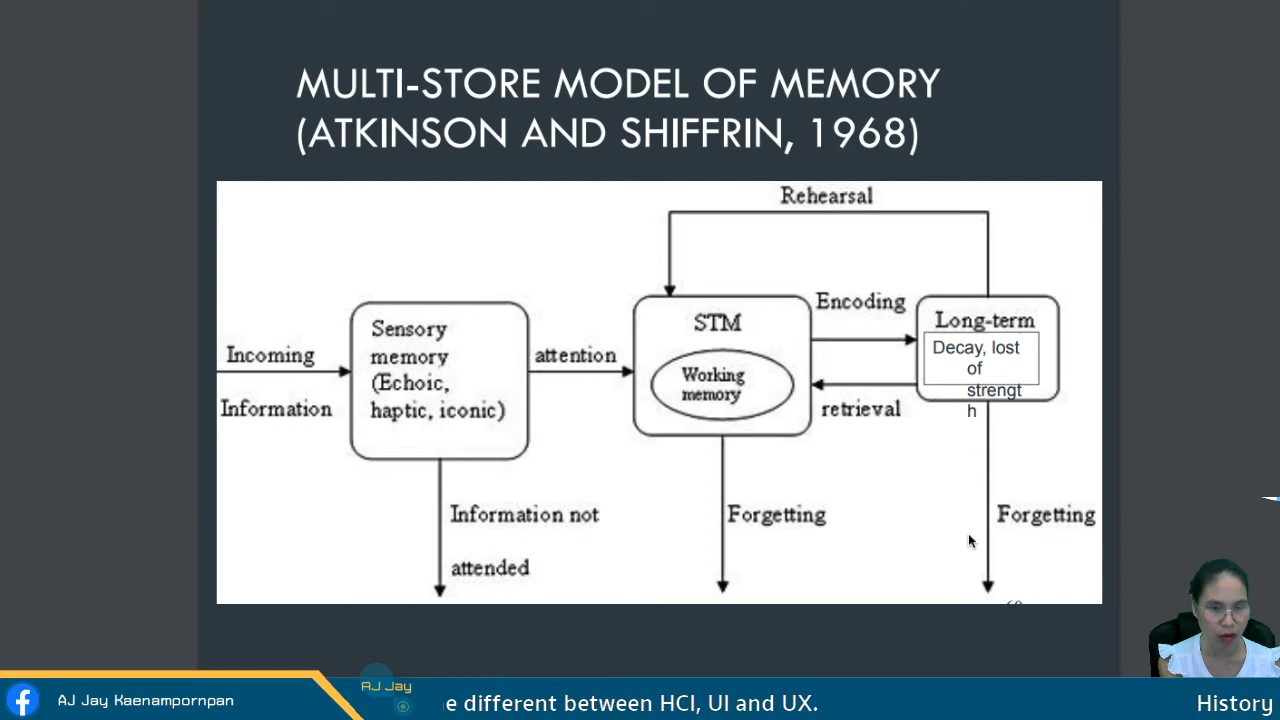 MULTI-STORE MODEL OF MEMORY
(ATKINSON AND SHIFFRIN, 1968)
Rehearsal
Incoming
Information
Sensory
memory
(Echoic,
haptic, iconic)
attention
STM
Working
memory
Encoding
retrieval
Long-term
Decay, lost
of
strengt
h
Information not
attended
Forgetting
Forgetting
AJ Jay Kaenampornpan
AJ Jay
e different between HCI, UI and UX.
History